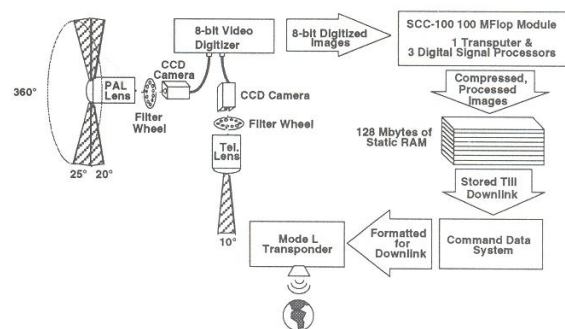 8-bit Video
Digitizer
8-bit Digitized
Images
SCC-100 100 MFlop Module
1 Transputer &
3 Digital Signal Processors
360°
PAL
Lens
CCD
Camera
Filter
Wheel
25°
20°
CCD Camera
Filter Wheel
Tel.
Lens
10°
Compressed,
Processed
Images
128 Mbytes of
Static RAM
Stored Till
Downlink
Command Data
System
Formatted
for
Downlink
Mode L
Transponder